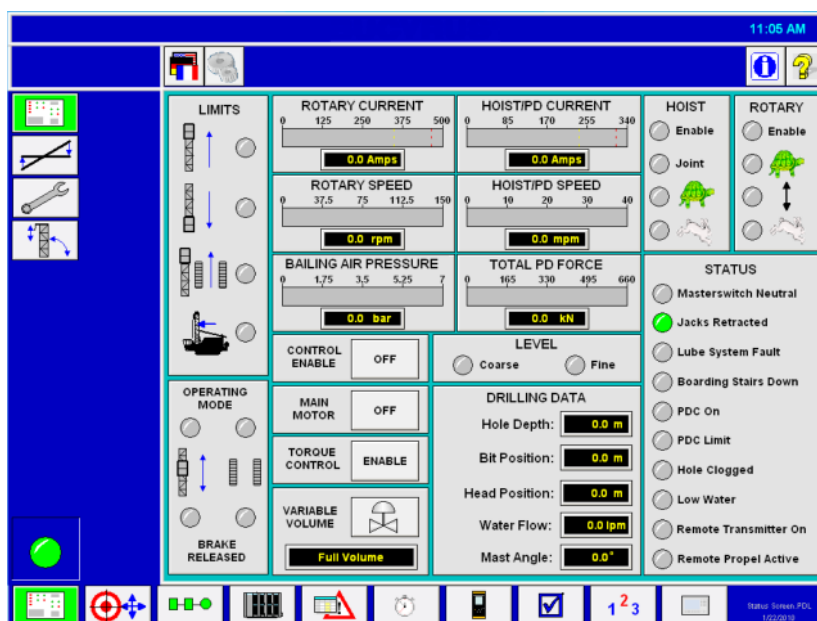 11:05 AM
LIMITS
ROTARY CURRENT
0 125 250 375 500
0.0 Amps
HOIST/PD CURRENT
0 85 170 255 340
0.0 Amps
ROTARY SPEED
0 37.5 75 112.5 150
0.0 rpm
HOIST/PD SPEED
0 10 20 30 40
0.0 mpm
BAILING AIR PRESSURE
0 1.75 3.5 5.25 7
0.0 bar
TOTAL PD FORCE
0 165 330 495 660
0.0 kN
HOIST
Enable
Joint
ROTARY
Enable
STATUS
Masterswitch Neutral
Jacks Retracted
Lube System Fault
Boarding Stairs Down
PDC On
PDC Limit
Hole Clogged
Low Water
Remote Transmitter On
Remote Propel Active
CONTROL
ENABLE
OFF
LEVEL
Coarse Fine
OPERATING
MODE
BRAKE
RELEASED
MAIN
MOTOR
OFF
TORQUE
CONTROL
ENABLE
VARIABLE
VOLUME
Full Volume
DRILLING DATA
Hole Depth: 0.0 m
Bit Position: 0.0 m
Head Position: 0.0 m
Water Flow: 0.0 lpm
Mast Angle: 0.0°
1 2 3
Status Screen.PDL
1/22/2010